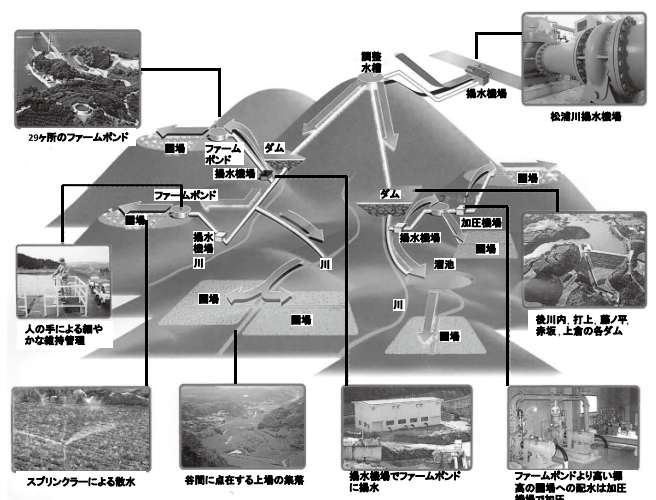 調整
水槽
揚水機場
松浦川揚水機場
29ヶ所のファームポンド
圃場
ファーム
ポンド
ダム
揚水機場
圃場
ファームポンド
圃場
ダム
加圧機場
揚水機場
圃場
揚水
機場
川
川
溜池
川
圃場
圃場
圃場
人の手による細や
かな維持管理
後川内, 打上, 藤ノ平,
赤坂, 上倉の各ダム
スプリンクラーによる散水
谷間に点在する上場の集落
揚水機場でファームポンド
に揚水
ファームポンドより高い標
高の圃場への配水は加圧
機場で加圧